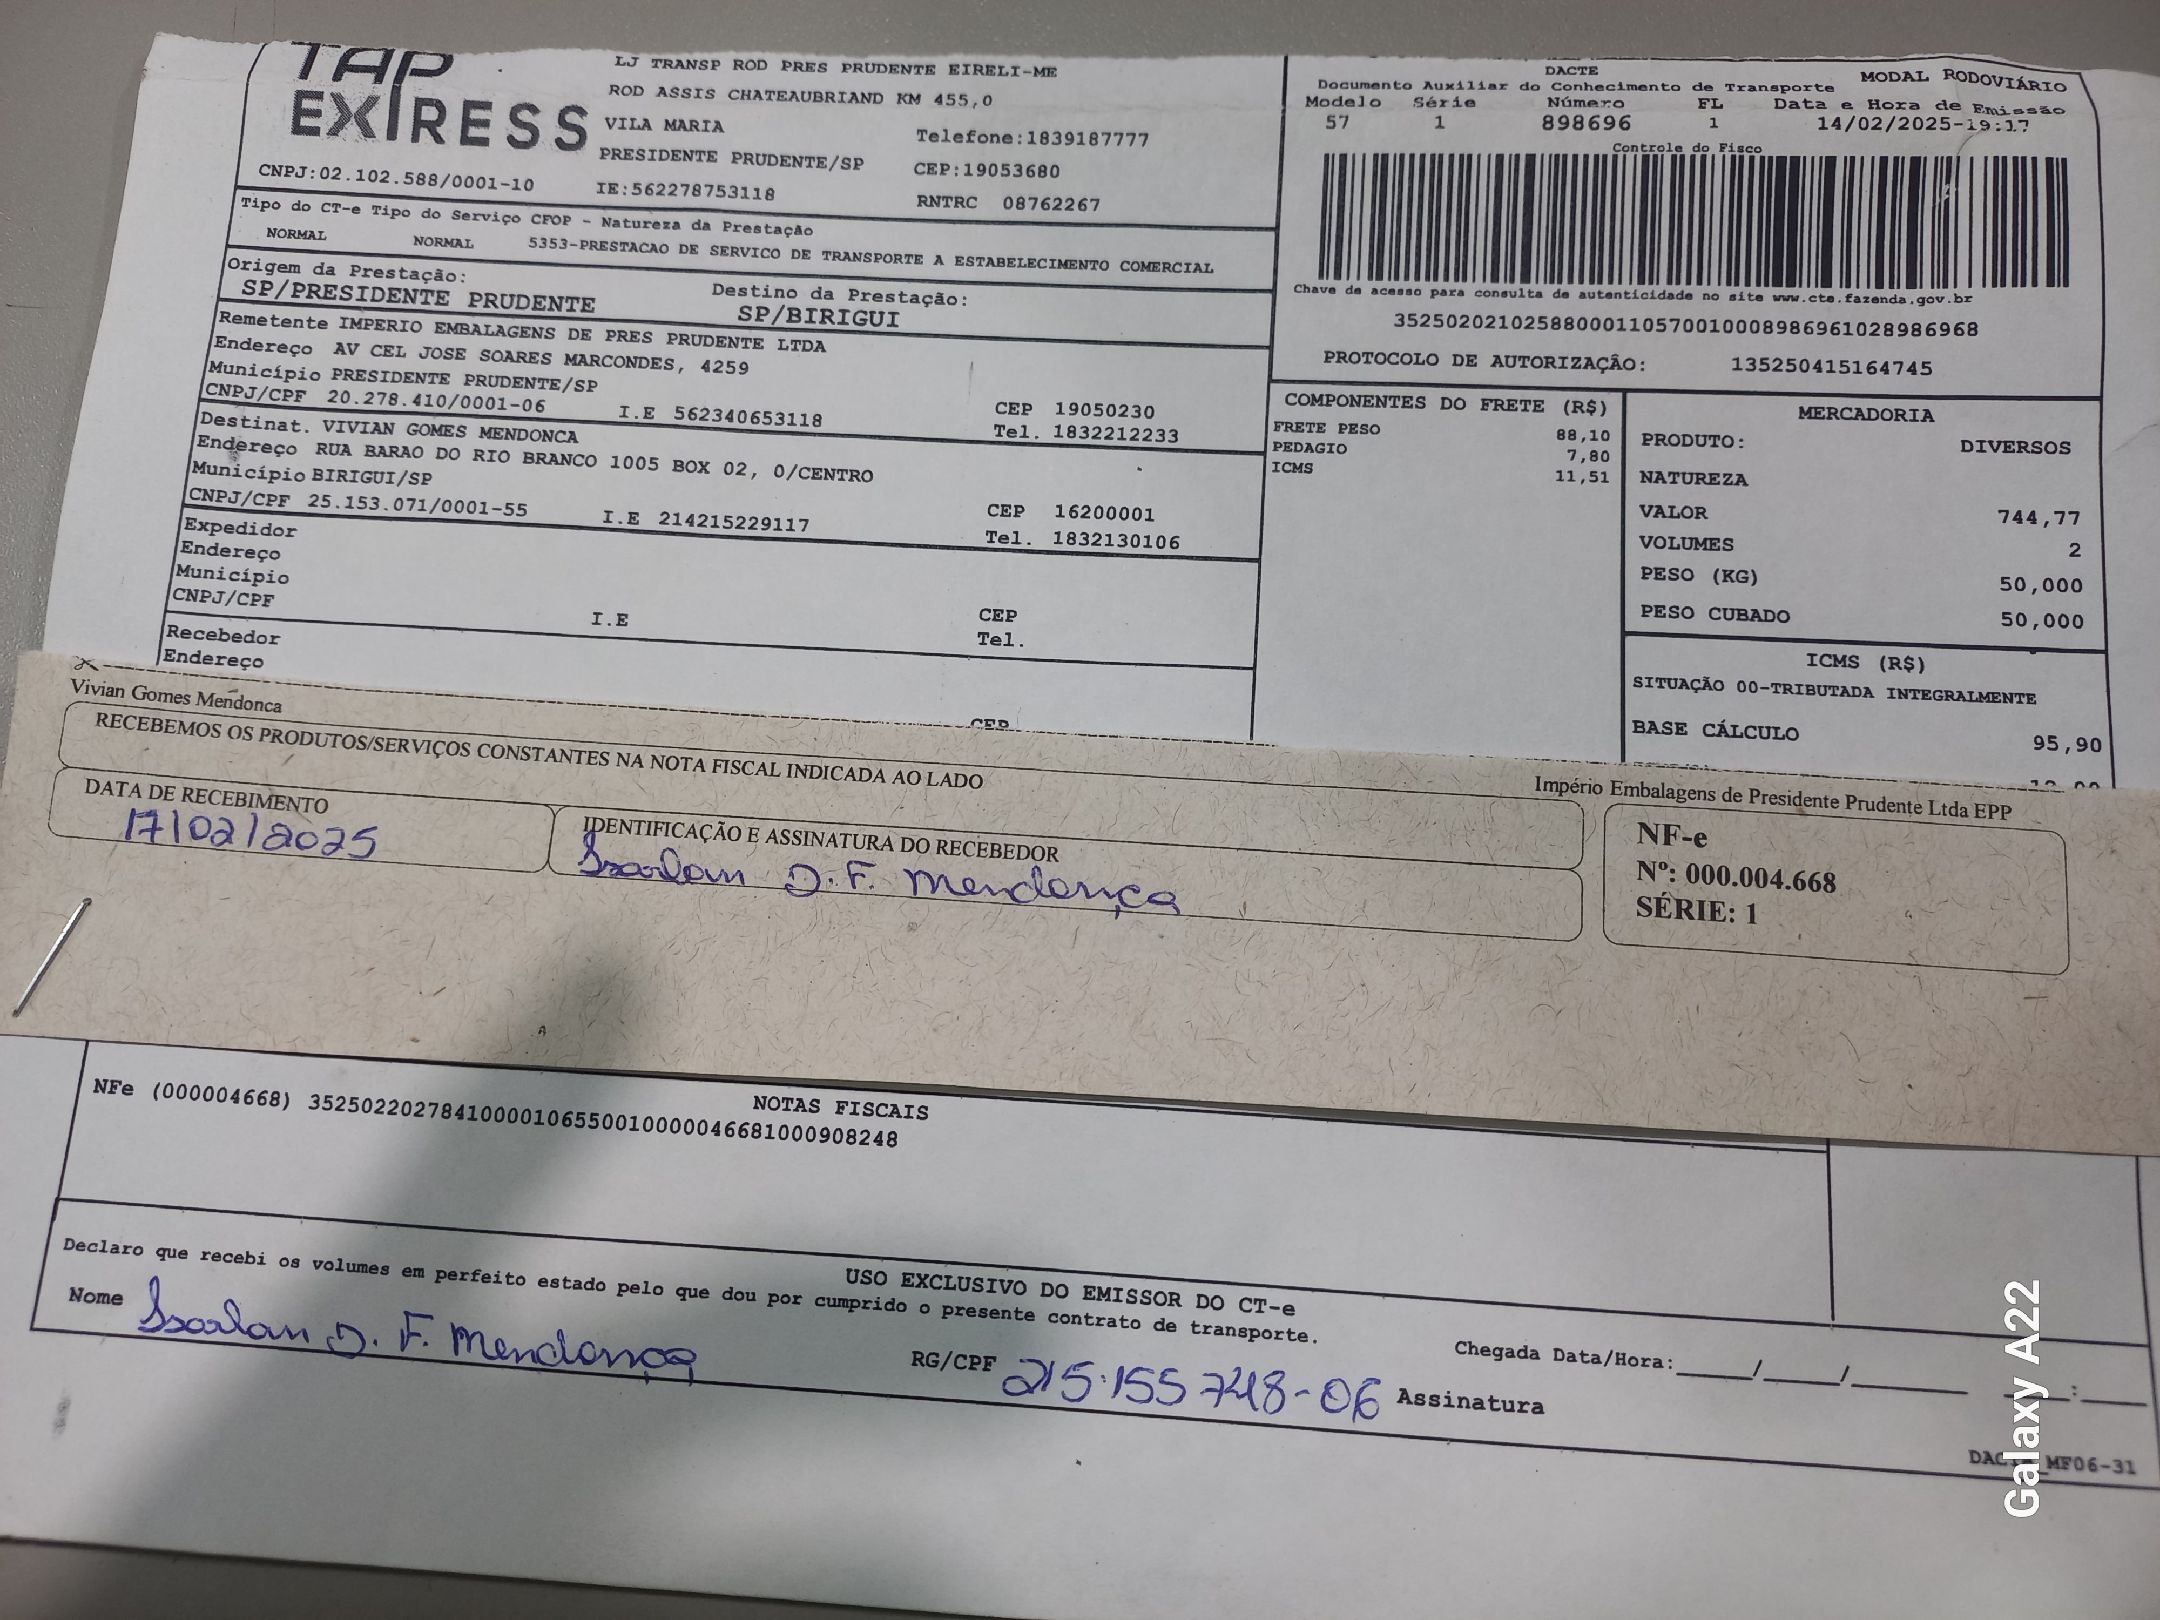 TAP
EXPRESS
LJ TRANSP ROD PRES PRUDENTE EIRELI-ME
ROD ASSIS CHATEAUBRIAND KM 455,0
VILA MARIA Telefone:1839187777
PRESIDENTE PRUDENTE/SP CEP:19053680
CNPJ:02.102.588/0001-10 IE:562278753118 RNTRC 08762267
DACTE MODAL RODOVIÁRIO
Documento Auxiliar do Conhecimento de Transporte
Modelo Série Número FL Data e Hora de Emissão
57 1 898696 1 14/02/2025-19:17
Controle do Fisco
Chave de acesso para consulta de autenticidade no site www.cte.fazenda.gov.br
35250202102588000110570010008986961028986968
PROTOCOLO DE AUTORIZAÇÃO: 135250415164745
Tipo do CT-e Tipo do Serviço CFOP - Natureza da Prestação
NORMAL NORMAL 5353-PRESTACAO DE SERVICO DE TRANSPORTE A ESTABELECIMENTO COMERCIAL
Origem da Prestação: Destino da Prestação:
SP/PRESIDENTE PRUDENTE SP/BIRIGUI
Remetente IMPERIO EMBALAGENS DE PRES PRUDENTE LTDA
Endereço AV CEL JOSE SOARES MARCONDES, 4259
Município PRESIDENTE PRUDENTE/SP CEP 19050230
CNPJ/CPF 20.278.410/0001-06 I.E 562340653118 Tel. 1832212233
Destinat. VIVIAN GOMES MENDONCA
Endereço RUA BARAO DO RIO BRANCO 1005 BOX 02, 0/CENTRO
Município BIRIGUI/SP CEP 16200001
CNPJ/CPF 25.153.071/0001-55 I.E 214215229117 Tel. 1832130106
Expedidor
Endereço
Município CEP
CNPJ/CPF I.E Tel.
Recebedor
Endereço
CEP
COMPONENTES DO FRETE (R$)
FRETE PESO 88,10
PEDAGIO 7,80
ICMS 11,51
MERCADORIA
PRODUTO: DIVERSOS
NATUREZA
VALOR 744,77
VOLUMES 2
PESO (KG) 50,000
PESO CUBADO 50,000
ICMS (R$)
SITUAÇÃO 00-TRIBUTADA INTEGRALMENTE
BASE CÁLCULO 95,90
Vivian Gomes Mendonca Império Embalagens de Presidente Prudente Ltda EPP
RECEBEMOS OS PRODUTOS/SERVIÇOS CONSTANTES NA NOTA FISCAL INDICADA AO LADO
DATA DE RECEBIMENTO IDENTIFICAÇÃO E ASSINATURA DO RECEBEDOR
17/02/2025 D. F. Mendonça
NF-e
Nº: 000.004.668
SÉRIE: 1
NOTAS FISCAIS
NFe (000004668) 35250220278410000106550010000046681000908248
USO EXCLUSIVO DO EMISSOR DO CT-e
Declaro que recebi os volumes em perfeito estado pelo que dou por cumprido o presente contrato de transporte.
Nome D. F. Mendonça RG/CPF 215.155 748-06 Assinatura
Chegada Data/Hora: ____/____/______ ____:____
MF06-31
Galaxy A22